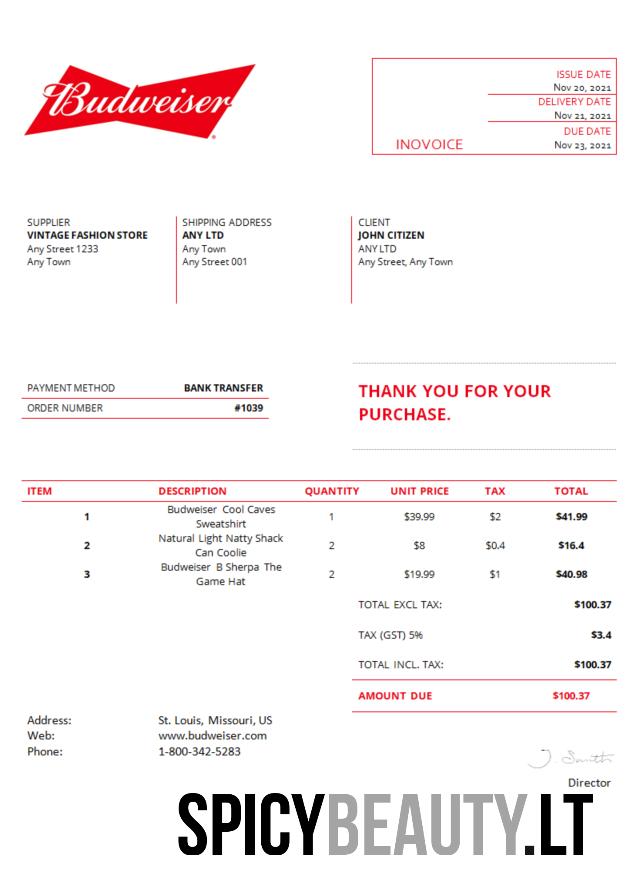 Budweiser
ISSUE DATE
Nov 20, 2021
DELIVERY DATE
Nov 21, 2021
DUE DATE
INOVOICE Nov 23, 2021
SUPPLIER SHIPPING ADDRESS CLIENT
VINTAGE FASHION STORE ANY LTD JOHN CITIZEN
Any Street 1233 Any Town ANY LTD
Any Town Any Street 001 Any Street, Any Town
PAYMENT METHOD BANK TRANSFER
ORDER NUMBER #1039
THANK YOU FOR YOUR
PURCHASE.
ITEM DESCRIPTION QUANTITY UNIT PRICE TAX TOTAL
1 Budweiser Cool Caves 1 $39.99 $2 $41.99
Sweatshirt
2 Natural Light Natty Shack 2 $8 $0.4 $16.4
Can Coolie
3 Budweiser B Sherpa The 2 $19.99 $1 $40.98
Game Hat
TOTAL EXCL TAX: $100.37
TAX (GST) 5% $3.4
TOTAL INCL. TAX: $100.37
AMOUNT DUE $100.37
Address: St. Louis, Missouri, US
Web: www.budweiser.com
Phone: 1-800-342-5283
Director
SPICYBEAUTY.LT